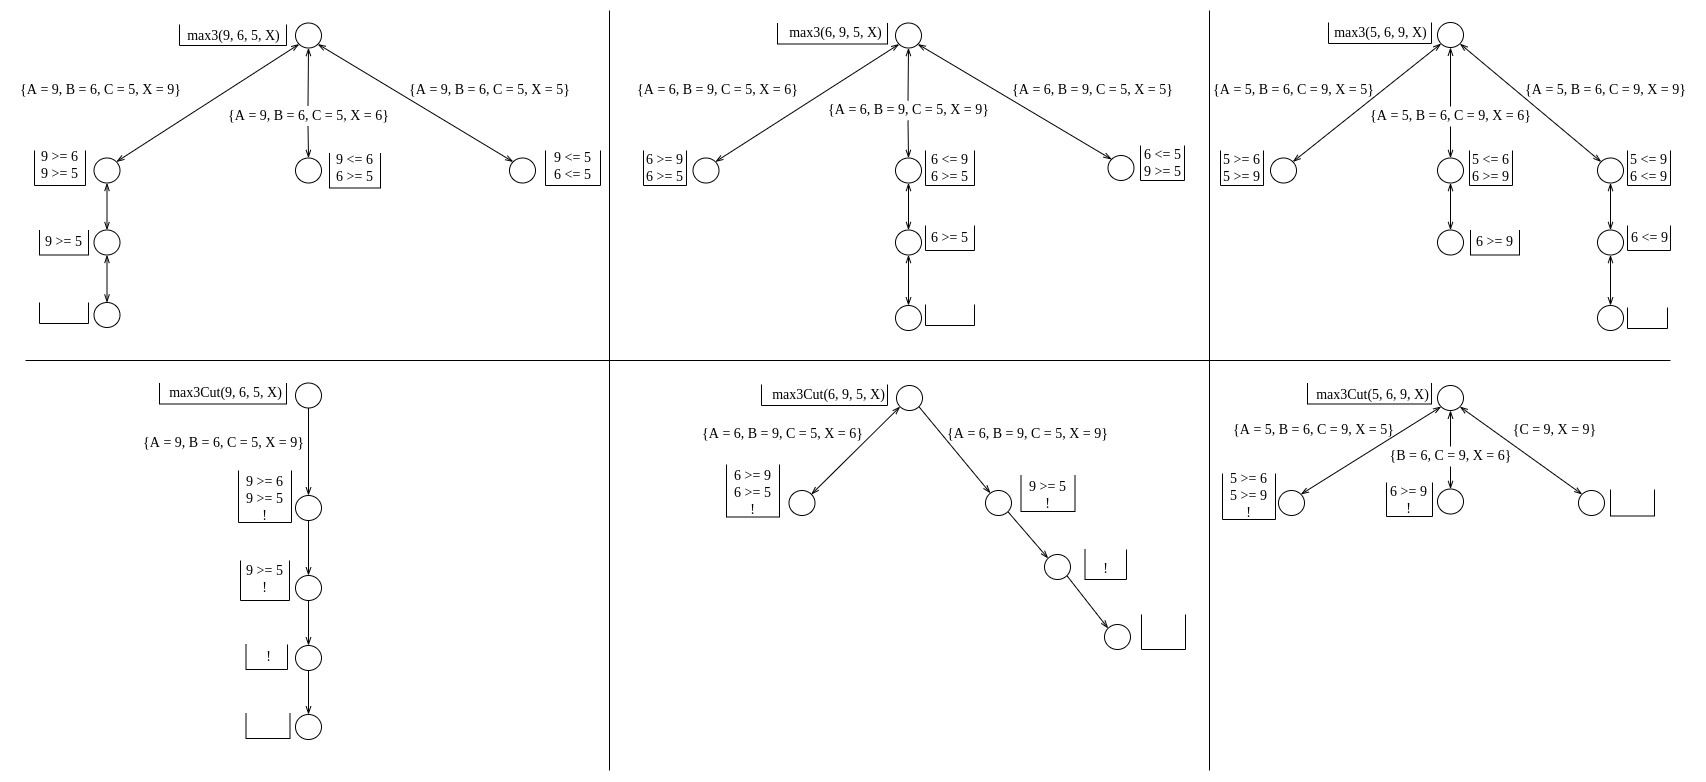 max3(9, 6, 5, X)
{A = 9, B = 6, C = 5, X = 9}
{A = 9, B = 6, C = 5, X = 5}
{A = 9, B = 6, C = 5, X = 6}
9 >= 6
9 >= 5
9 <= 6
6 >= 5
9 <= 5
6 <= 5
9 >= 5
max3(6, 9, 5, X)
{A = 6, B = 9, C = 5, X = 6}
{A = 6, B = 9, C = 5, X = 5}
{A = 6, B = 9, C = 5, X = 9}
6 >= 9
6 >= 5
6 <= 9
6 >= 5
6 <= 5
9 >= 5
6 >= 5
max3(5, 6, 9, X)
{A = 5, B = 6, C = 9, X = 5}
{A = 5, B = 6, C = 9, X = 9}
{A = 5, B = 6, C = 9, X = 6}
5 >= 6
5 >= 9
5 <= 6
6 >= 9
5 <= 9
6 <= 9
6 >= 9
6 <= 9
max3Cut(9, 6, 5, X)
{A = 9, B = 6, C = 5, X = 9}
9 >= 6
9 >= 5
!
9 >= 5
!
!
max3Cut(6, 9, 5, X)
{A = 6, B = 9, C = 5, X = 6}
{A = 6, B = 9, C = 5, X = 9}
6 >= 9
6 >= 5
!
9 >= 5
!
!
max3Cut(5, 6, 9, X)
{A = 5, B = 6, C = 9, X = 5}
{C = 9, X = 9}
{B = 6, C = 9, X = 6}
5 >= 6
5 >= 9
!
6 >= 9
!